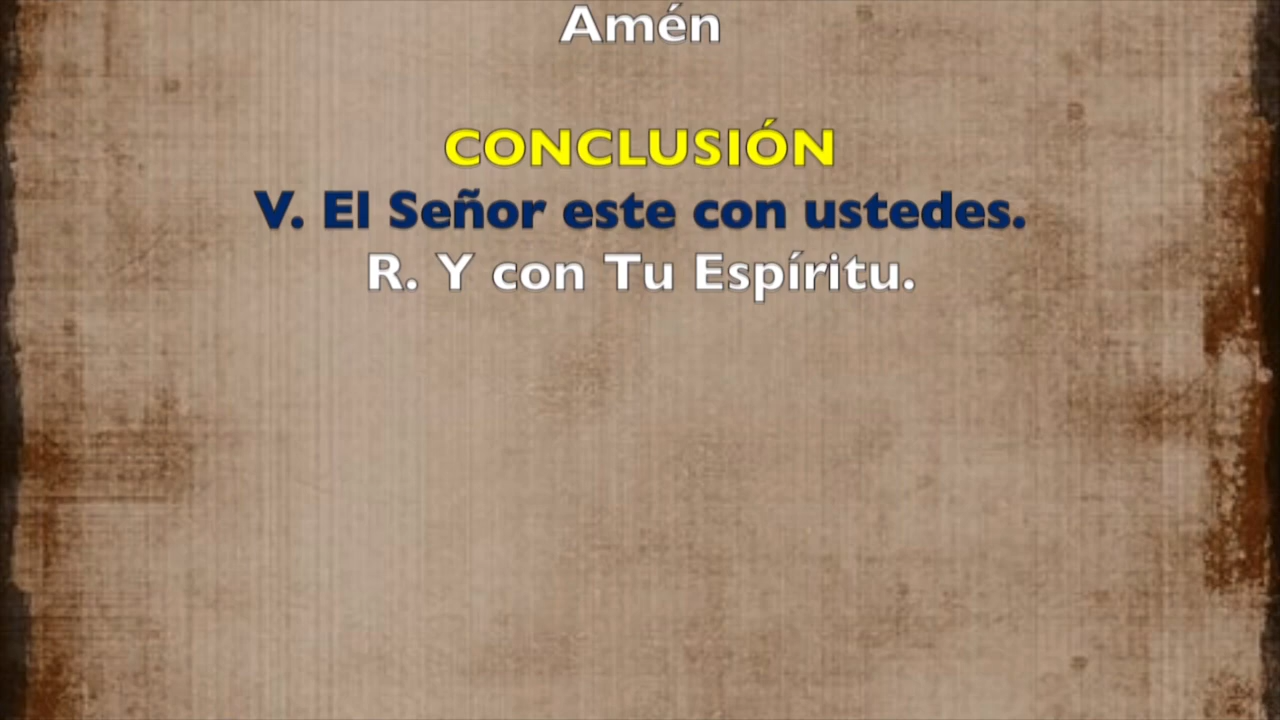 Amén
CONCLUSIÓN
V. El Señor este con ustedes.
R. Y con Tu Espíritu.